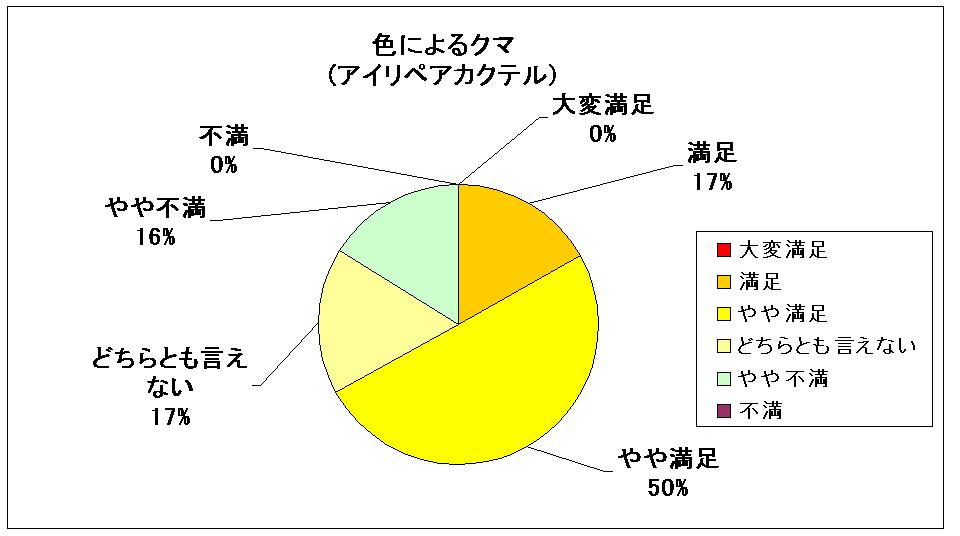 色によるクマ
（アイリペアカクテル）
大変満足
0%
満足
17%
不満
0%
やや不満
16%
どちらとも言え
ない
17%
やや満足
50%
大変満足
満足
やや満足
どちらとも言えない
やや不満
不満